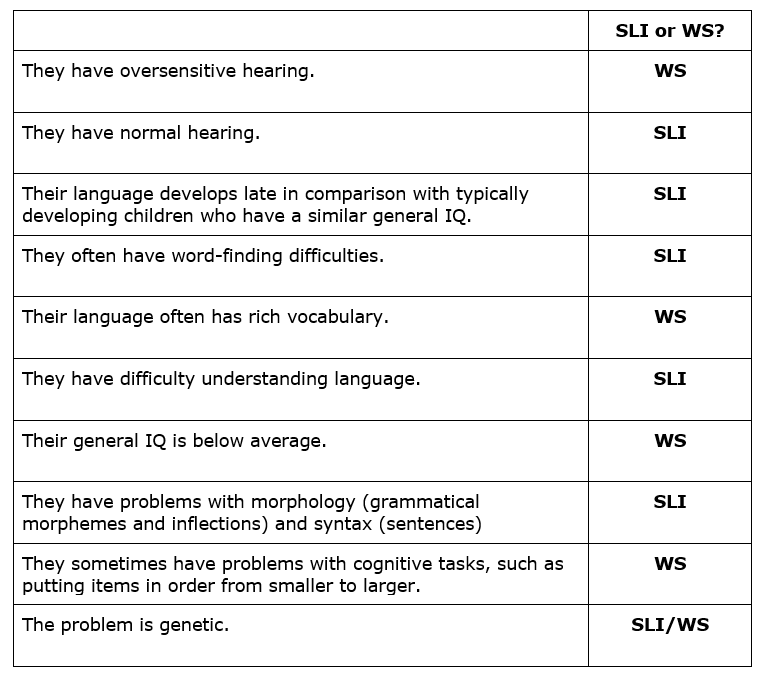 SLI or WS?
They have oversensitive hearing.
WS
They have normal hearing.
SLI
Their language develops late in comparison with typically
developing children who have a similar general IQ.
SLI
They often have word-finding difficulties.
SLI
Their language often has rich vocabulary.
WS
They have difficulty understanding language.
SLI
Their general IQ is below average.
WS
They have problems with morphology (grammatical
morphemes and inflections) and syntax (sentences)
SLI
They sometimes have problems with cognitive tasks, such as
putting items in order from smaller to larger.
WS
The problem is genetic.
SLI/WS